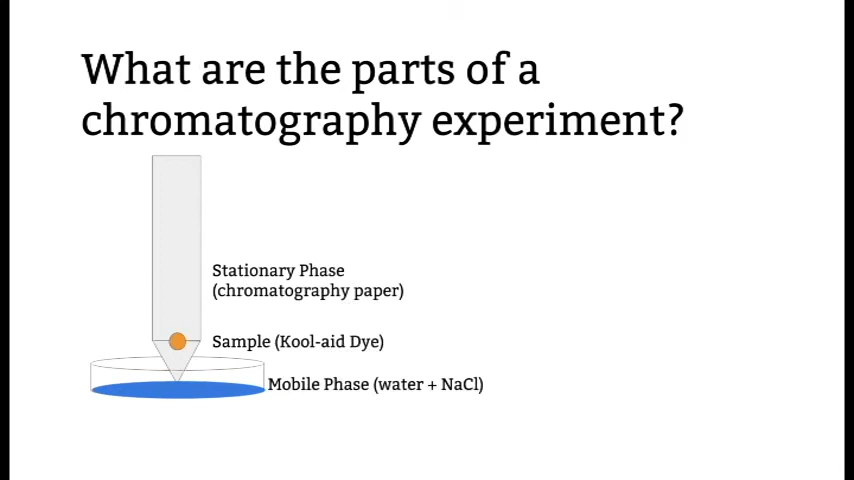 What are the parts of a
chromatography experiment?
Stationary Phase
(chromatography paper)
Sample (Kool-aid Dye)
Mobile Phase (water + NaCl)